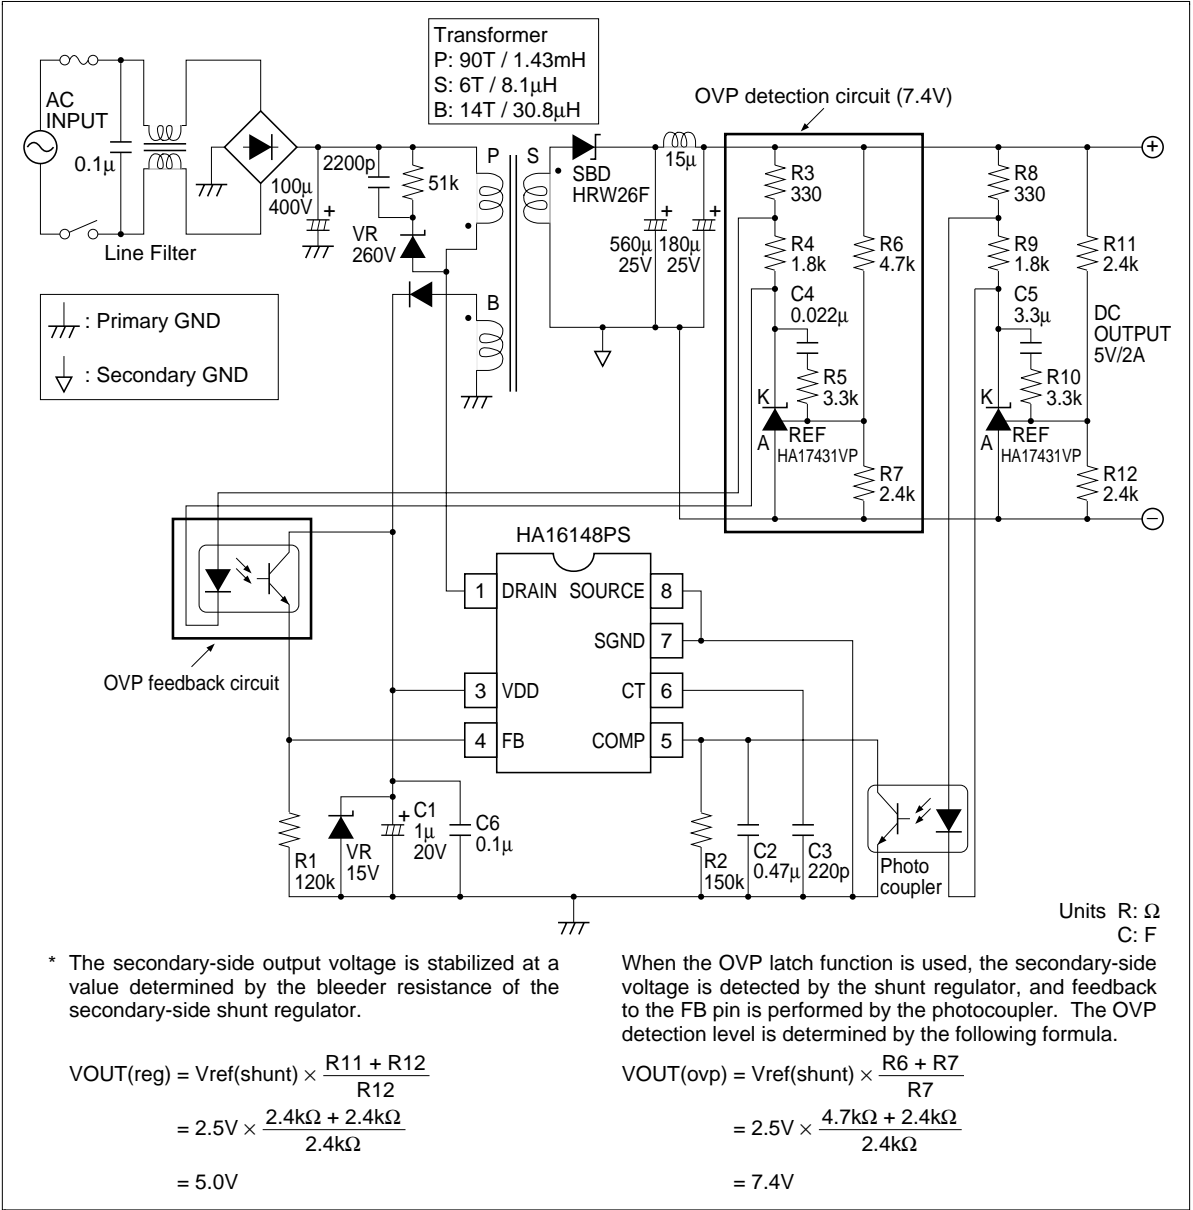 Transformer
P: 90T / 1.43mH
S: 6T / 8.1μH
B: 14T / 30.8μH
OVP detection circuit (7.4V)
AC
INPUT
0.1μ
Line Filter
100μ
400V
+
2200p
51k
VR
260V
P
S
B
SBD
HRW26F
15μ
+
560μ
25V
+
180μ
25V
R3
330
R4
1.8k
R6
4.7k
C4
0.022μ
R5
3.3k
K
A
REF
HA17431VP
R7
2.4k
R8
330
R9
1.8k
R11
2.4k
C5
3.3μ
R10
3.3k
K
A
REF
HA17431VP
R12
2.4k
DC
OUTPUT
5V/2A
+
−
: Primary GND
: Secondary GND
OVP feedback circuit
HA16148PS
1 DRAIN SOURCE 8
SGND 7
3 VDD CT 6
4 FB COMP 5
R1
120k
VR
15V
+
C1
1μ
20V
C6
0.1μ
R2
150k
C2
0.47μ
C3
220p
Photo
coupler
Units R: Ω
C: F
* The secondary-side output voltage is stabilized at a
value determined by the bleeder resistance of the
secondary-side shunt regulator.
VOUT(reg) = Vref(shunt) × R11 + R12
R12
= 2.5V × 2.4kΩ + 2.4kΩ
2.4kΩ
= 5.0V
When the OVP latch function is used, the secondary-side
voltage is detected by the shunt regulator, and feedback
to the FB pin is performed by the photocoupler. The OVP
detection level is determined by the following formula.
VOUT(ovp) = Vref(shunt) × R6 + R7
R7
= 2.5V × 4.7kΩ + 2.4kΩ
2.4kΩ
= 7.4V